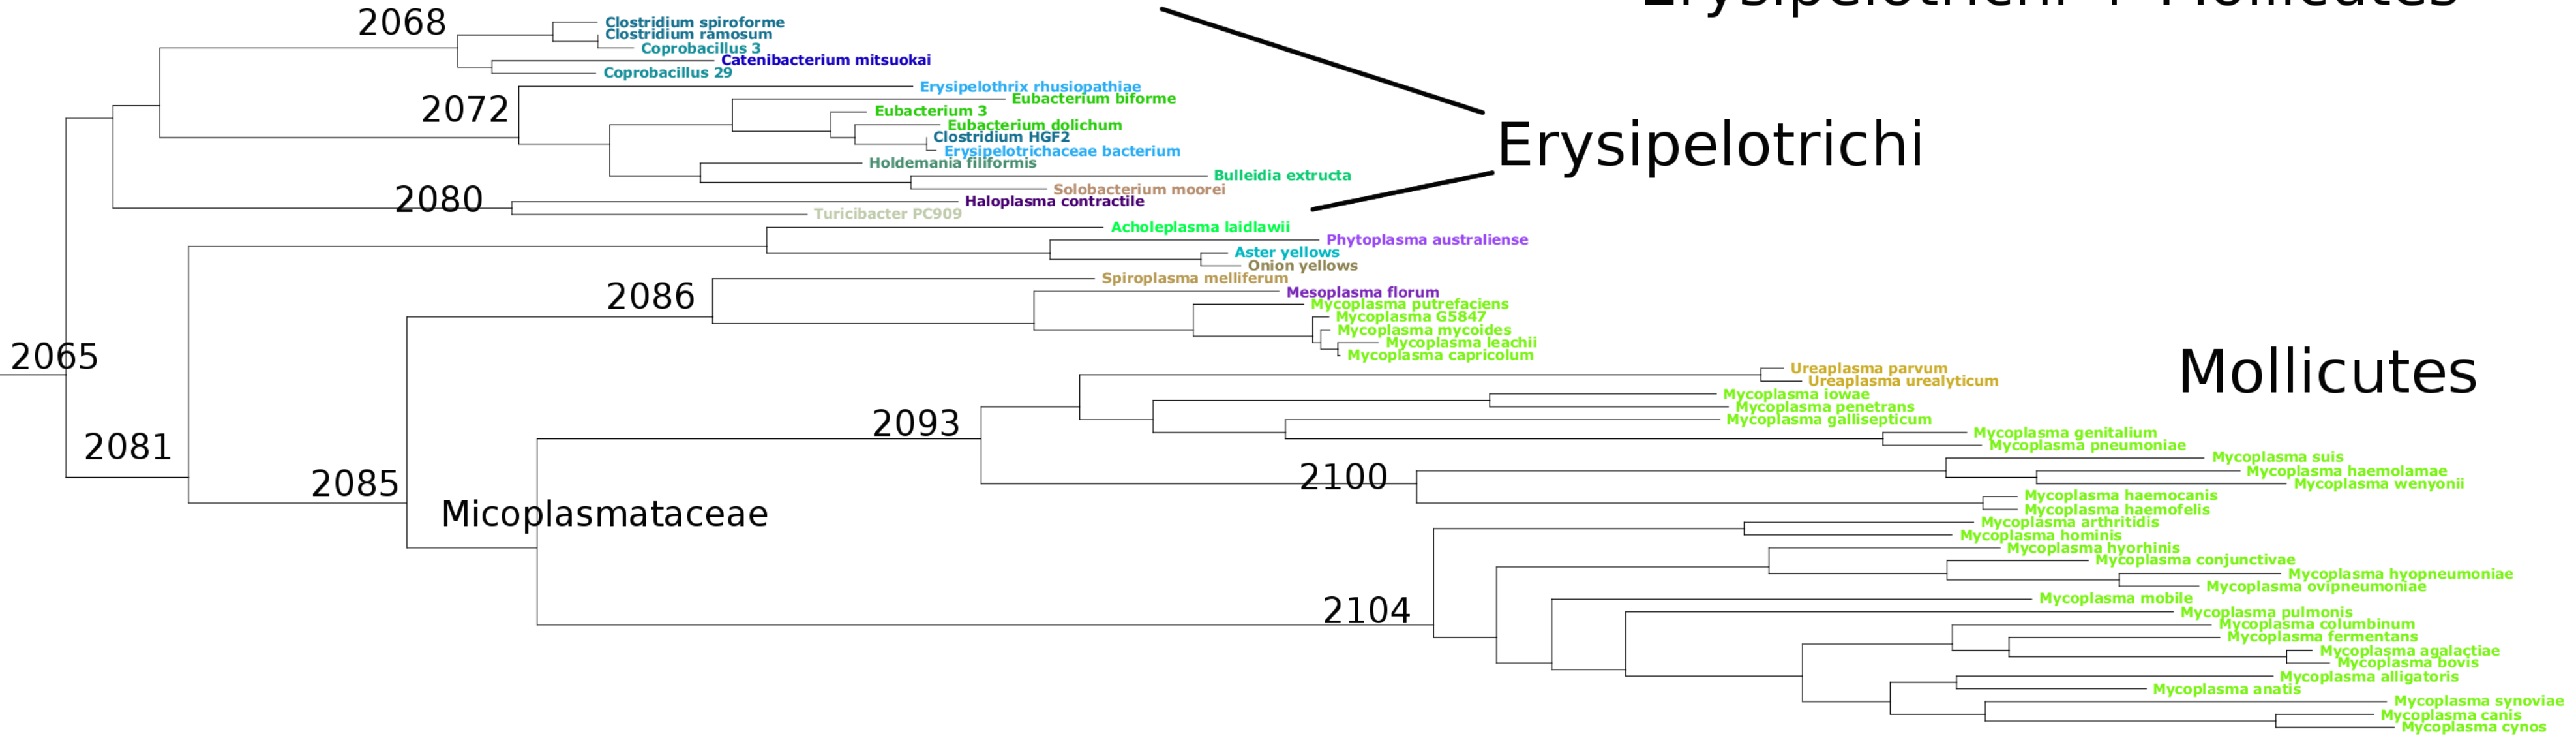 Erysipelotrichi + Mollicutes
2068
Clostridium spiroforme
Clostridium ramosum
Coprobacillus 3
Catenibacterium mitsuokai
Coprobacillus 29
2072
Erysipelothrix rhusiopathiae
Eubacterium biforme
Eubacterium 3
Eubacterium dolichum
Clostridium HGF2
Erysipelotrichaceae bacterium
Erysipelotrichi
Holdemania filiformis
Bulleidia extructa
Solobacterium moorei
2080
Haloplasma contractile
Turicibacter PC909
Acholeplasma laidlawii
Phytoplasma australiense
Aster yellows
Onion yellows
Spiroplasma melliferum
2086
Mesoplasma florum
Mycoplasma putrefaciens
Mycoplasma G5847
Mycoplasma mycoides
Mycoplasma leachii
Mycoplasma capricolum
2065
Mollicutes
Ureaplasma parvum
Ureaplasma urealyticum
Mycoplasma iowae
Mycoplasma penetrans
Mycoplasma gallisepticum
2093
Mycoplasma genitalium
Mycoplasma pneumoniae
2081
Mycoplasma suis
Mycoplasma haemolamae
Mycoplasma wenyonii
2100
2085
Mycoplasma haemocanis
Mycoplasma haemofelis
Micoplasmataceae
Mycoplasma arthritidis
Mycoplasma hominis
Mycoplasma hyorhinis
Mycoplasma conjunctivae
Mycoplasma hyopneumoniae
Mycoplasma ovipneumoniae
Mycoplasma mobile
2104
Mycoplasma pulmonis
Mycoplasma columbinum
Mycoplasma fermentans
Mycoplasma agalactiae
Mycoplasma bovis
Mycoplasma alligatoris
Mycoplasma anatis
Mycoplasma synoviae
Mycoplasma canis
Mycoplasma cynos